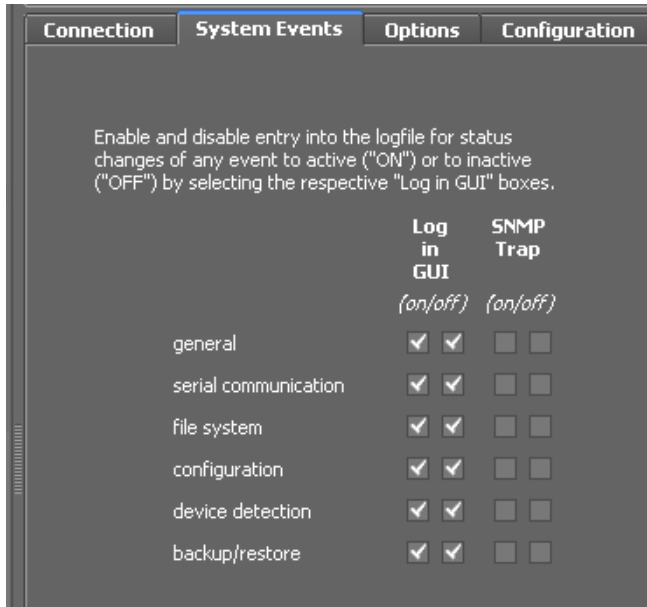 Connection System Events Options Configuration
Enable and disable entry into the logfile for status
changes of any event to active ("ON") or to inactive
("OFF") by selecting the respective "Log in GUI" boxes.
Log SNMP
in Trap
GUI
(on/off) (on/off)
general
serial communication
file system
configuration
device detection
backup/restore